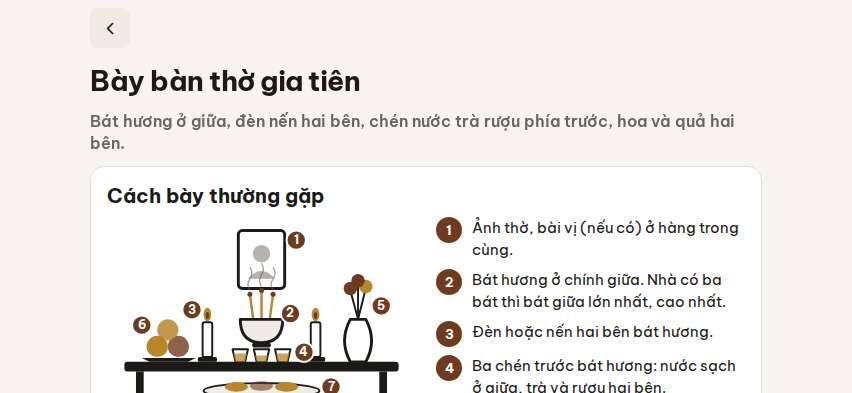 Bày bàn thờ gia tiên
Bát hương ở giữa, đèn nến hai bên, chén nước trà rượu phía trước, hoa và quả hai
bên.
Cách bày thường gặp
1
2
3
4
5
6
7
1 Ảnh thờ, bài vị (nếu có) ở hàng trong
cùng.
2 Bát hương ở chính giữa. Nhà có ba
bát thì bát giữa lớn nhất, cao nhất.
3 Đèn hoặc nến hai bên bát hương.
4 Ba chén trước bát hương: nước sạch
ở giữa, trà và rượu hai bên.